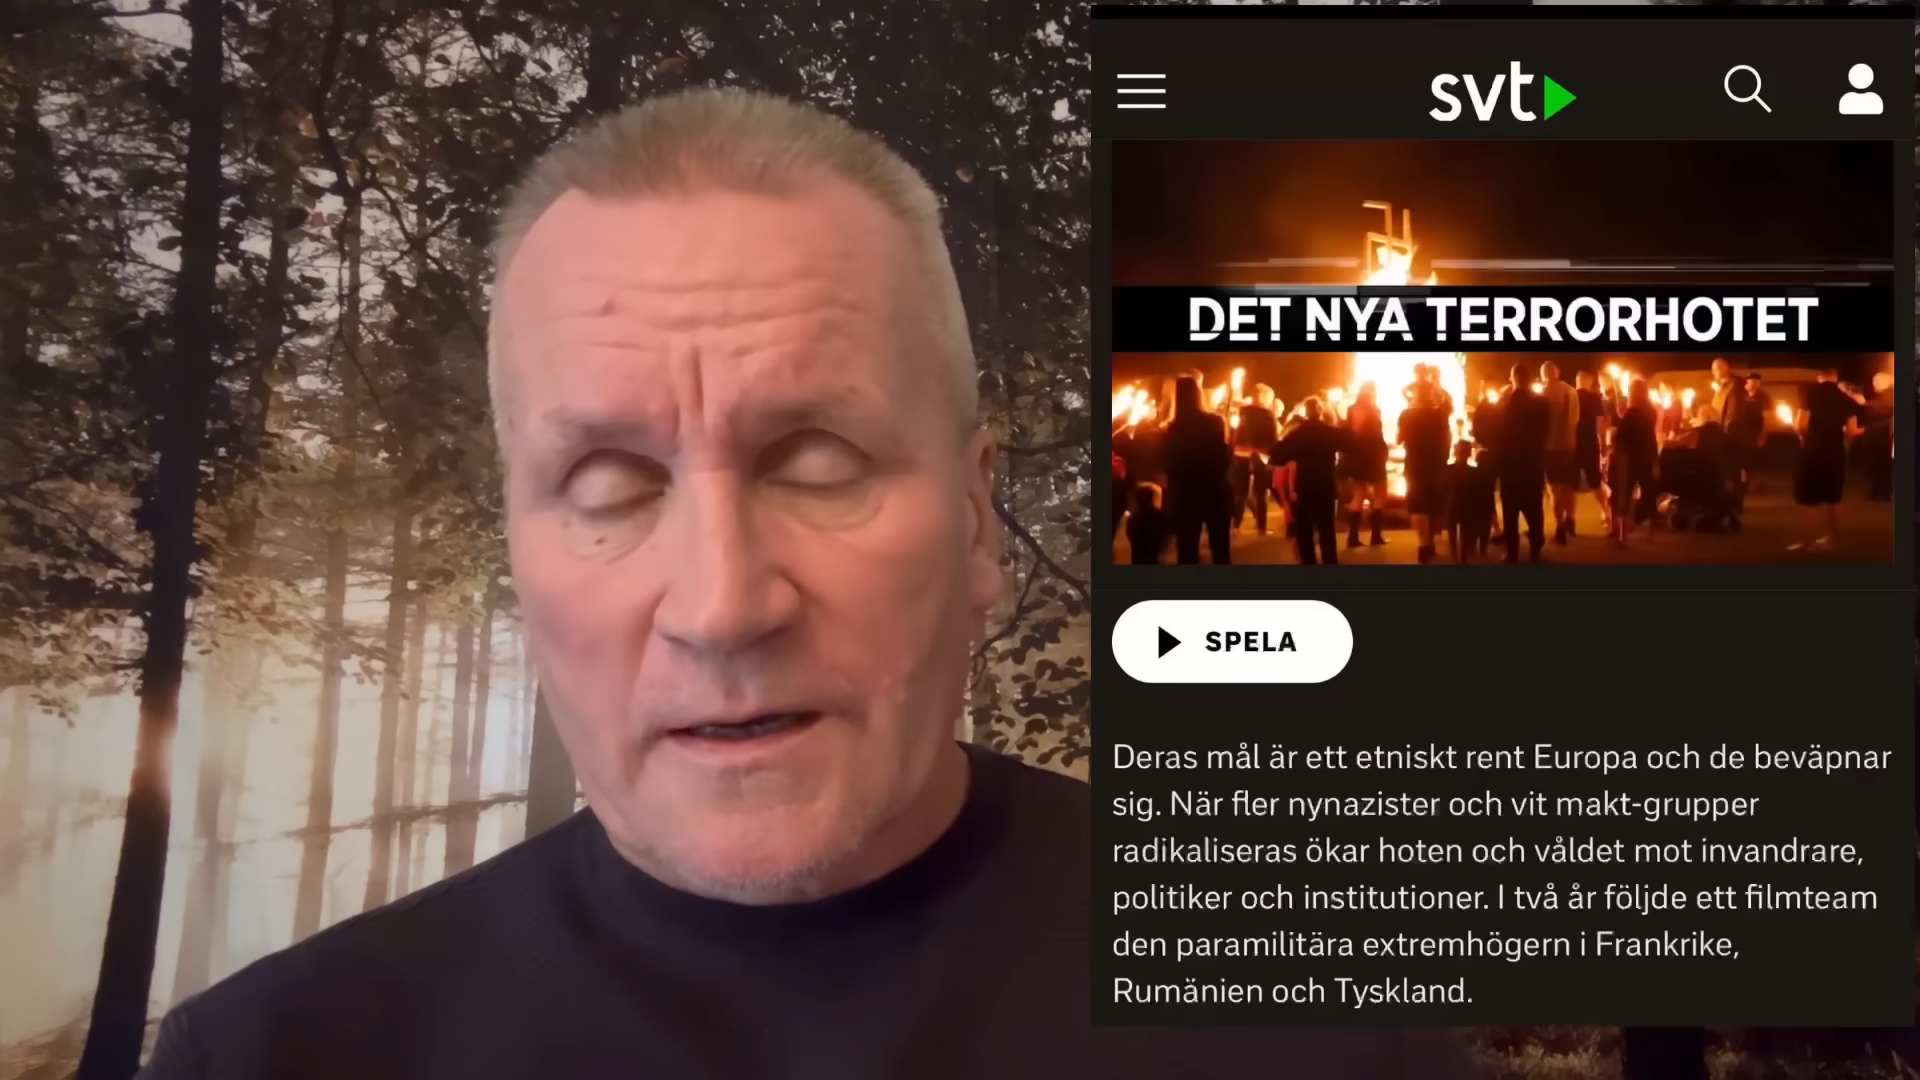 svt
DET NYA TERRORHOTET
SPELA
Deras mål är ett etniskt rent Europa och de beväpnar
sig. När fler nynazister och vit makt-grupper
radikaliseras ökar hoten och våldet mot invandrare,
politiker och institutioner. I två år följde ett filmteam
den paramilitära extremhögern i Frankrike,
Rumänien och Tyskland.